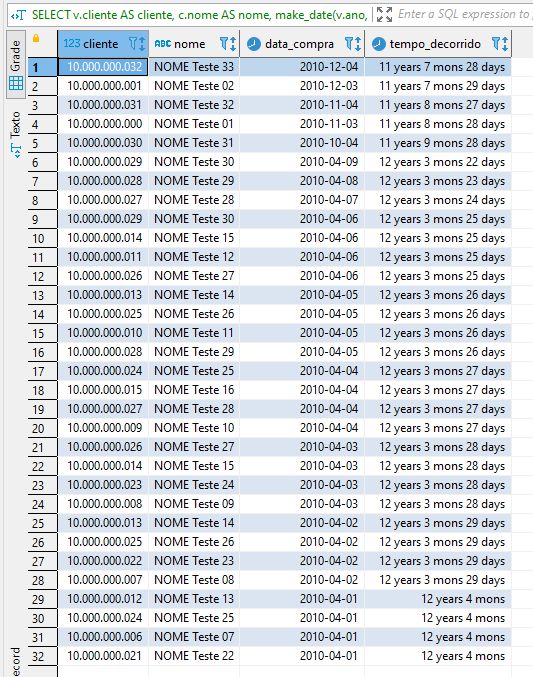 SELECT v.cliente AS cliente, c.nome AS nome, make_date(v.ano, Enter a SQL expression to
Grade
Texto
ecord
123 cliente ABC nome data_compra tempo_decorrido
1 10.000.000.032 NOME Teste 33 2010-12-04 11 years 7 mons 28 days
2 10.000.000.001 NOME Teste 02 2010-12-03 11 years 7 mons 29 days
3 10.000.000.031 NOME Teste 32 2010-11-04 11 years 8 mons 27 days
4 10.000.000.000 NOME Teste 01 2010-11-03 11 years 8 mons 28 days
5 10.000.000.030 NOME Teste 31 2010-10-04 11 years 9 mons 28 days
6 10.000.000.029 NOME Teste 30 2010-04-09 12 years 3 mons 22 days
7 10.000.000.028 NOME Teste 29 2010-04-08 12 years 3 mons 23 days
8 10.000.000.027 NOME Teste 28 2010-04-07 12 years 3 mons 24 days
9 10.000.000.029 NOME Teste 30 2010-04-06 12 years 3 mons 25 days
10 10.000.000.014 NOME Teste 15 2010-04-06 12 years 3 mons 25 days
11 10.000.000.011 NOME Teste 12 2010-04-06 12 years 3 mons 25 days
12 10.000.000.026 NOME Teste 27 2010-04-06 12 years 3 mons 25 days
13 10.000.000.013 NOME Teste 14 2010-04-05 12 years 3 mons 26 days
14 10.000.000.025 NOME Teste 26 2010-04-05 12 years 3 mons 26 days
15 10.000.000.010 NOME Teste 11 2010-04-05 12 years 3 mons 26 days
16 10.000.000.028 NOME Teste 29 2010-04-05 12 years 3 mons 26 days
17 10.000.000.024 NOME Teste 25 2010-04-04 12 years 3 mons 27 days
18 10.000.000.015 NOME Teste 16 2010-04-04 12 years 3 mons 27 days
19 10.000.000.027 NOME Teste 28 2010-04-04 12 years 3 mons 27 days
20 10.000.000.009 NOME Teste 10 2010-04-04 12 years 3 mons 27 days
21 10.000.000.026 NOME Teste 27 2010-04-03 12 years 3 mons 28 days
22 10.000.000.014 NOME Teste 15 2010-04-03 12 years 3 mons 28 days
23 10.000.000.023 NOME Teste 24 2010-04-03 12 years 3 mons 28 days
24 10.000.000.008 NOME Teste 09 2010-04-03 12 years 3 mons 28 days
25 10.000.000.013 NOME Teste 14 2010-04-02 12 years 3 mons 29 days
26 10.000.000.025 NOME Teste 26 2010-04-02 12 years 3 mons 29 days
27 10.000.000.022 NOME Teste 23 2010-04-02 12 years 3 mons 29 days
28 10.000.000.007 NOME Teste 08 2010-04-02 12 years 3 mons 29 days
29 10.000.000.012 NOME Teste 13 2010-04-01 12 years 4 mons
30 10.000.000.024 NOME Teste 25 2010-04-01 12 years 4 mons
31 10.000.000.006 NOME Teste 07 2010-04-01 12 years 4 mons
32 10.000.000.021 NOME Teste 22 2010-04-01 12 years 4 mons